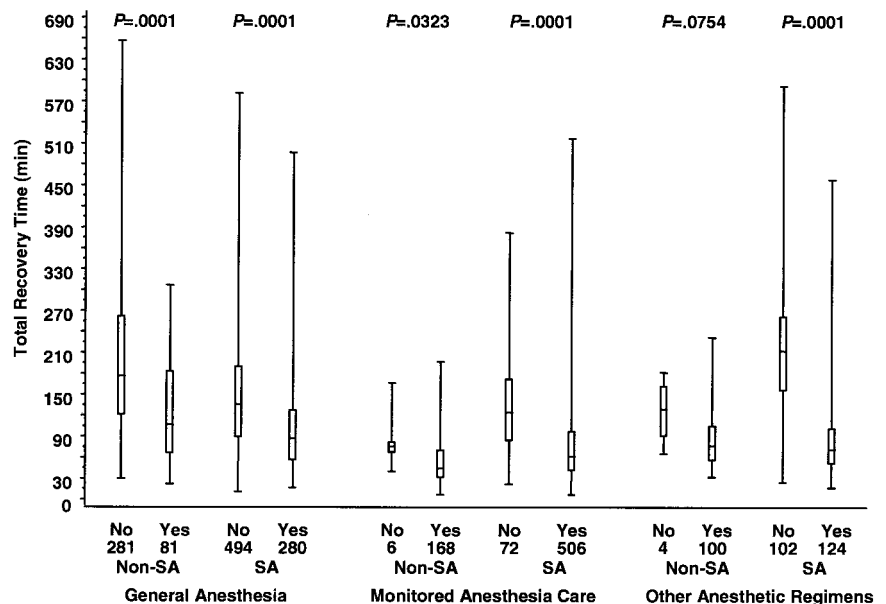 P=.0001 P=.0001 P=.0323 P=.0001 P=.0754 P=.0001
690
630
570
510
450
390
330
270
210
150
90
30
0
Total Recovery Time (min)
No Yes No Yes No Yes No Yes No Yes No Yes
281 81 494 280 6 168 72 506 4 100 102 124
Non-SA SA Non-SA SA Non-SA SA
General Anesthesia Monitored Anesthesia Care Other Anesthetic Regimens